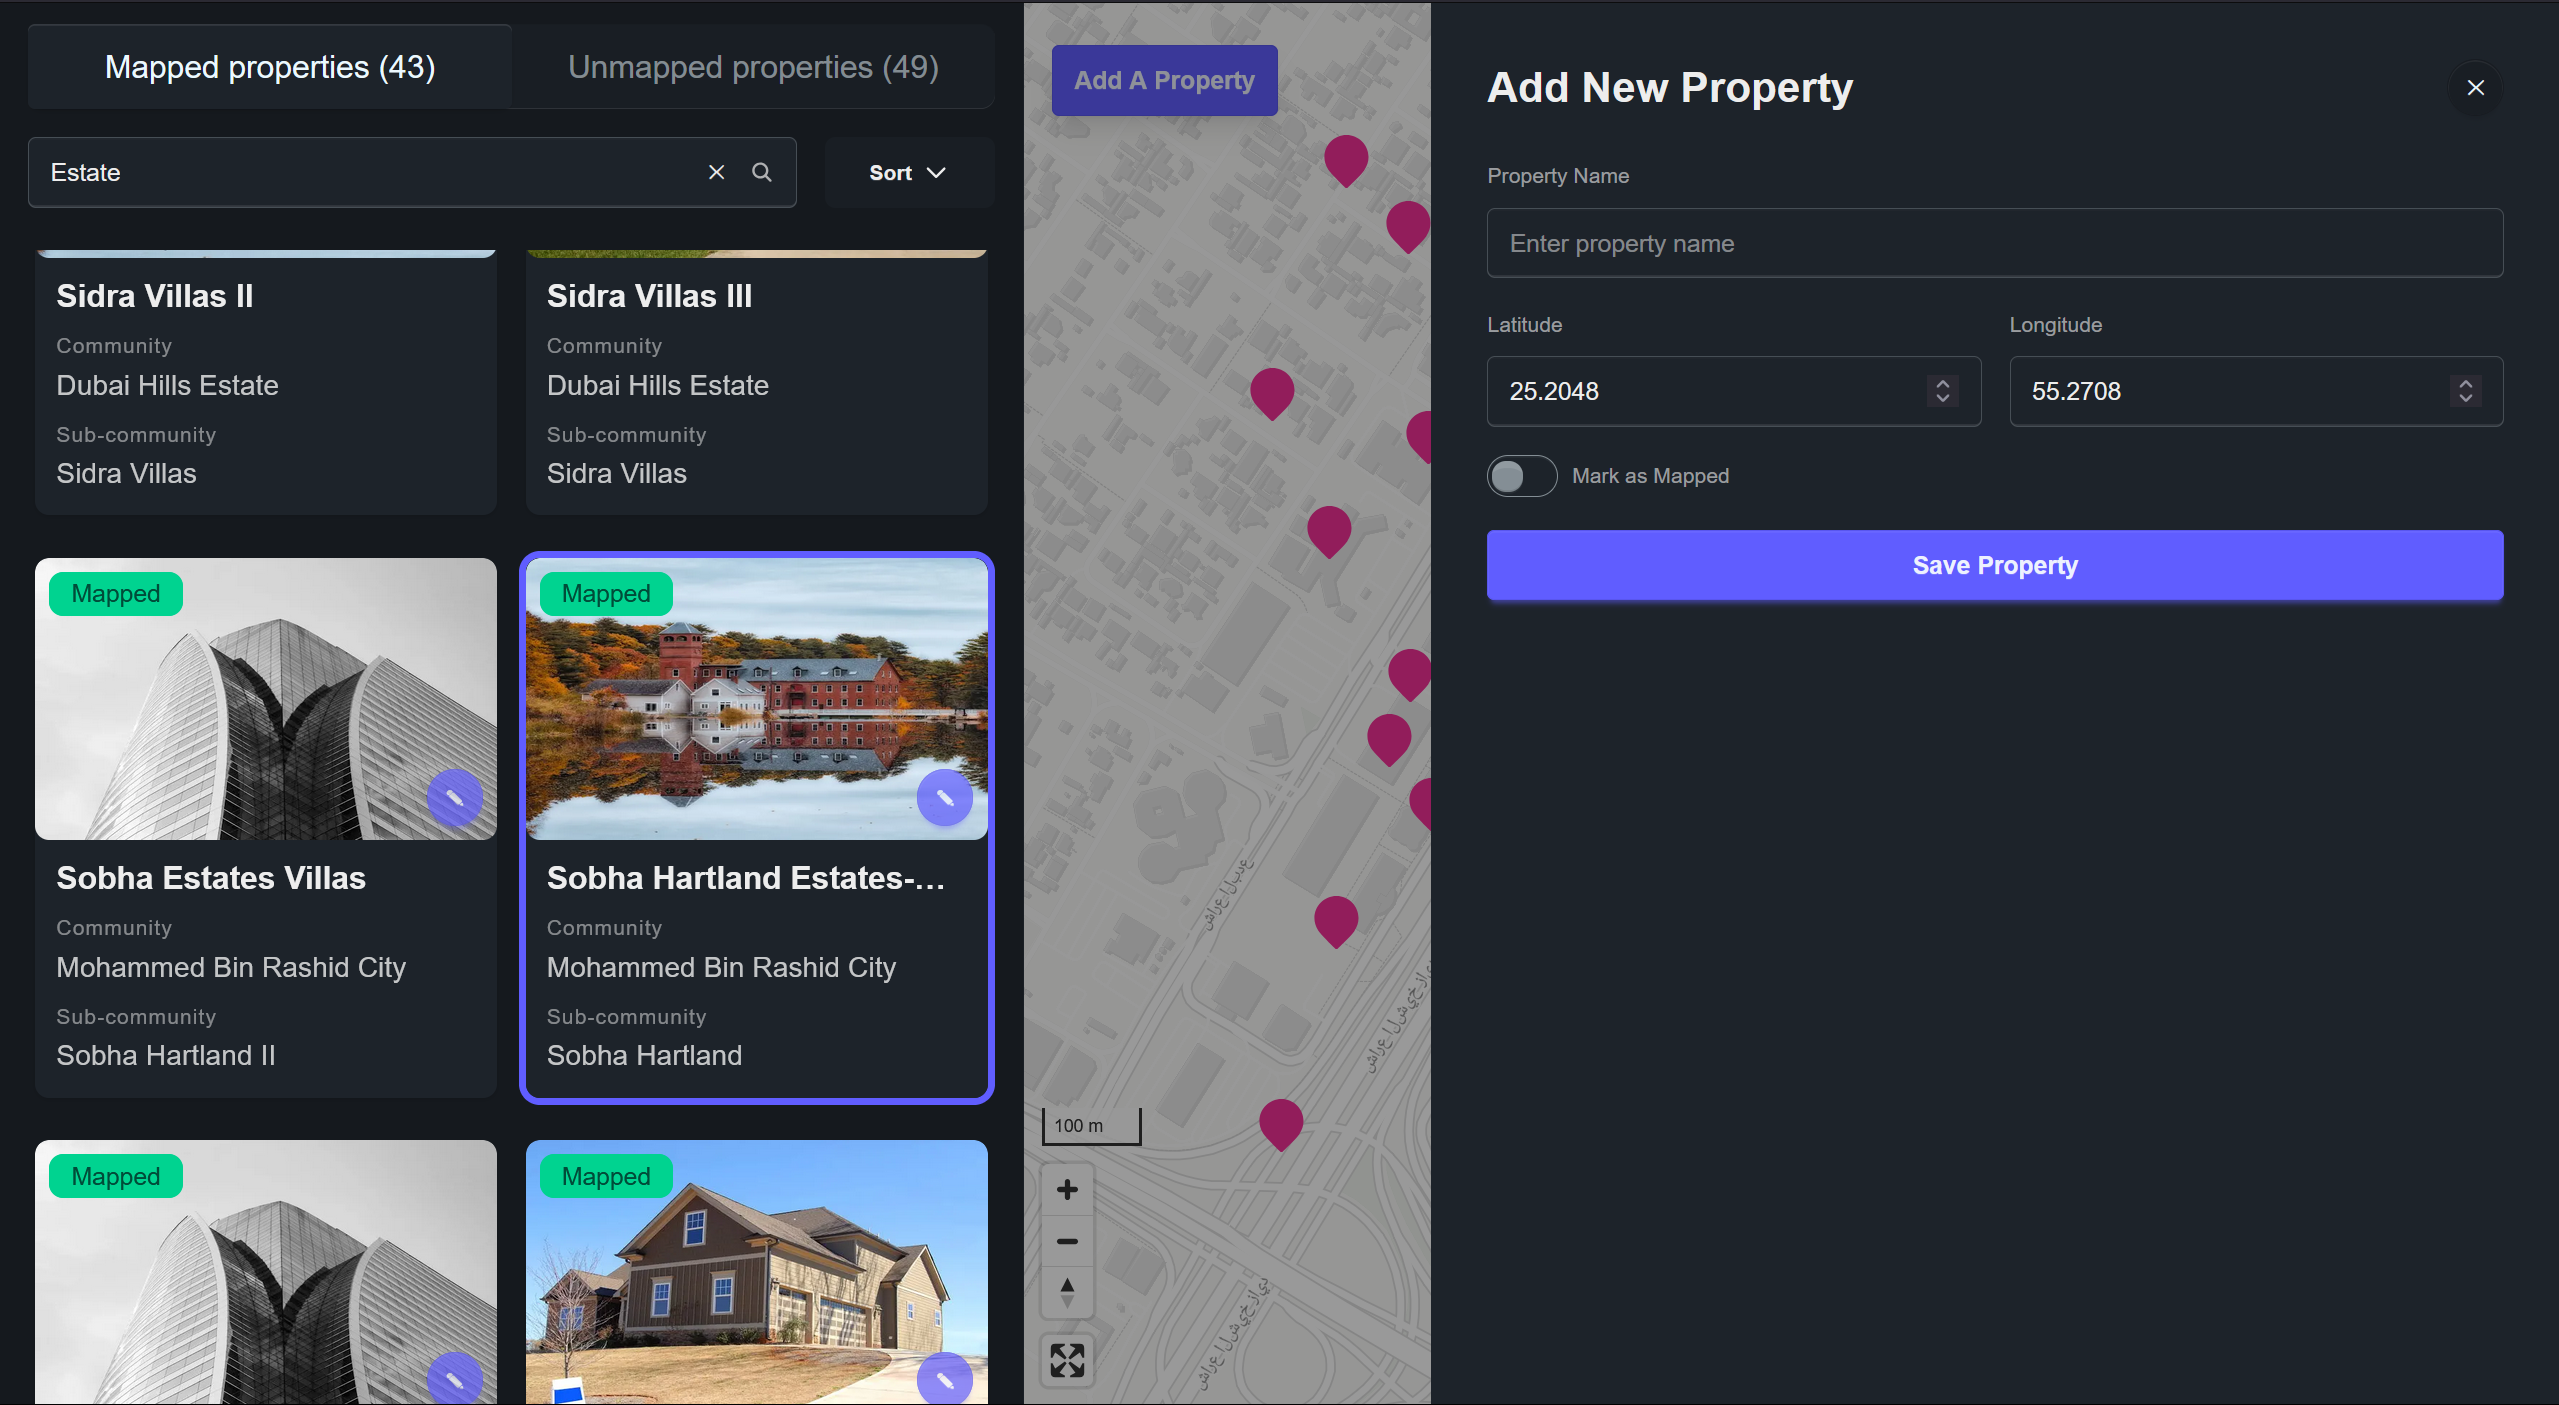 Mapped properties (43)
Unmapped properties (49)
Estate
Sort
Sidra Villas II
Community
Dubai Hills Estate
Sub-community
Sidra Villas
Sidra Villas III
Community
Dubai Hills Estate
Sub-community
Sidra Villas
Mapped
Sobha Estates Villas
Community
Mohammed Bin Rashid City
Sub-community
Sobha Hartland II
Mapped
Sobha Hartland Estates-...
Community
Mohammed Bin Rashid City
Sub-community
Sobha Hartland
Mapped
Mapped
Add A Property
100 m
Add New Property
Property Name
Enter property name
Latitude
25.2048
Longitude
55.2708
Mark as Mapped
Save Property